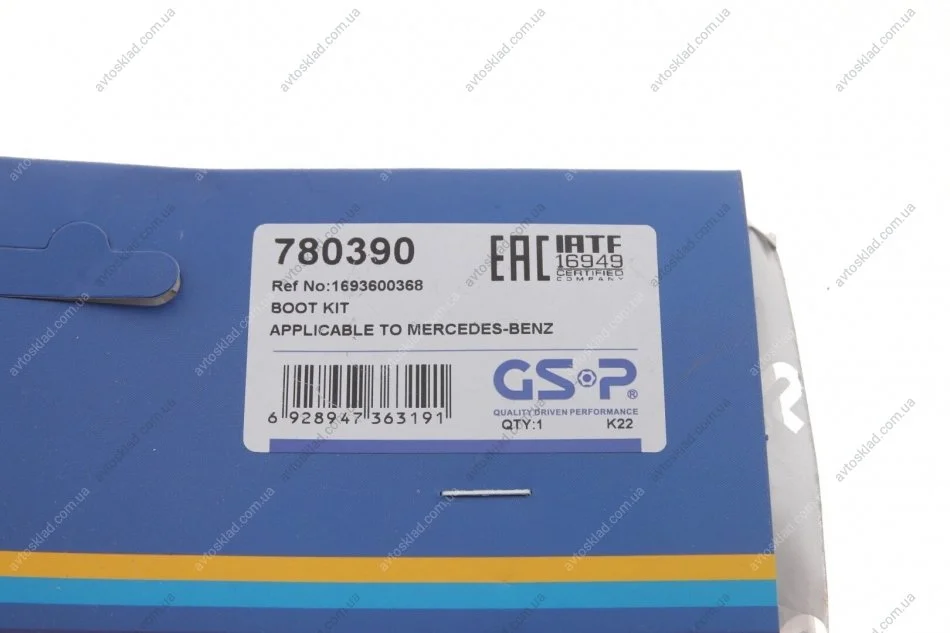 780390
EAC
IATF
16949
CERTIFIED
COMPANY
Ref No:1693600368
BOOT KIT
APPLICABLE TO MERCEDES-BENZ
GSP®
QUALITY DRIVEN PERFORMANCE
6 928947 363191
QTY:1
K22
avtosklad.com.ua